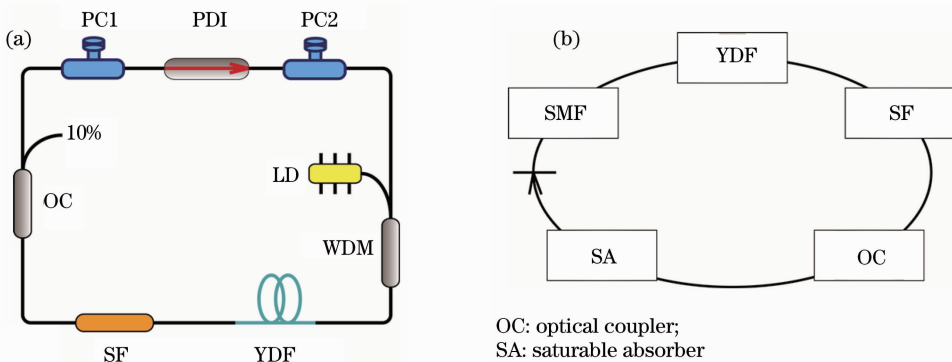 (a)
PC1
PDI
PC2
10%
OC
LD
WDM
SF
YDF
(b)
YDF
SMF
SF
SA
OC
OC: optical coupler;
SA: saturable absorber